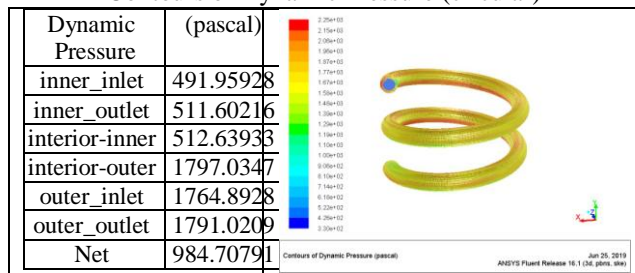 Dynamic Pressure (pascal)
inner_inlet 491.95928
inner_outlet 511.60216
interior-inner 512.63933
interior-outer 1797.0347
outer_inlet 1764.8928
outer_outlet 1791.0209
Net 984.70791
2.25e+03
2.15e+03
2.06e+03
1.96e+03
1.87e+03
1.77e+03
1.67e+03
1.58e+03
1.48e+03
1.39e+03
1.29e+03
1.19e+03
1.10e+03
1.00e+03
9.06e+02
8.10e+02
7.14e+02
6.18e+02
5.22e+02
4.26e+02
3.30e+02
Contours of Dynamic Pressure (pascal)
Jun 25, 2019
ANSYS Fluent Release 16.1 (3d, pbns, ske)